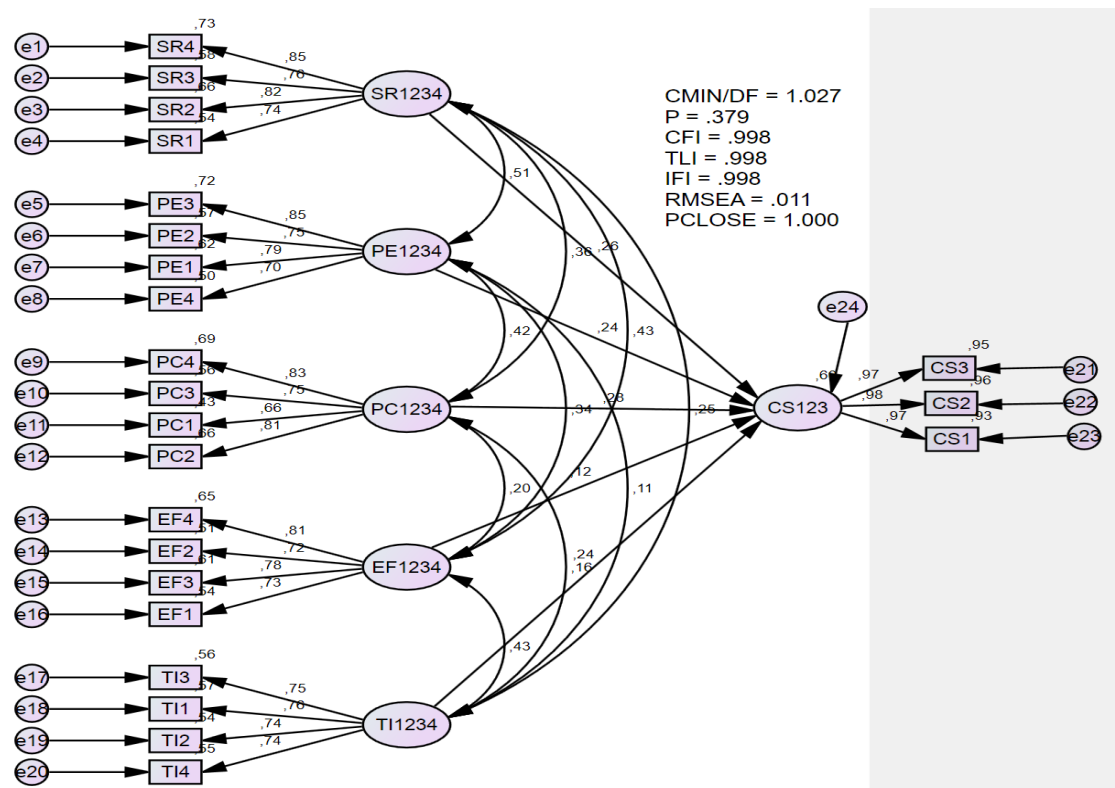 ,73
e1 SR4 ,85
,58
e2 SR3 ,76
,66
e3 SR2 ,82
,54
e4 SR1 ,74
SR1234
CMIN/DF = 1.027
P = .379
CFI = .998
TLI = .998
IFI = .998
RMSEA = .011
PCLOSE = 1.000
,51
,72
e5 PE3 ,85
,57
e6 PE2 ,75
,62
e7 PE1 ,79
,50
e8 PE4 ,70
PE1234
,36 ,26
,42
,24 ,43
e24
,69
e9 PC4 ,83
,56
e10 PC3 ,75
,43
e11 PC1 ,66
,66
e12 PC2 ,81
PC1234
,34 ,28 ,25
CS123
,95
,97 CS3 e21
,96
,98 CS2 e22
,93
,97 CS1 e23
,12
,20
,11
,65
e13 EF4 ,81
,51
e14 EF2 ,72
,61
e15 EF3 ,78
,54
e16 EF1 ,73
EF1234
,24
,16
,43
,56
e17 TI3 ,75
,57
e18 TI1 ,76
,54
e19 TI2 ,74
,55
e20 TI4 ,74
TI1234